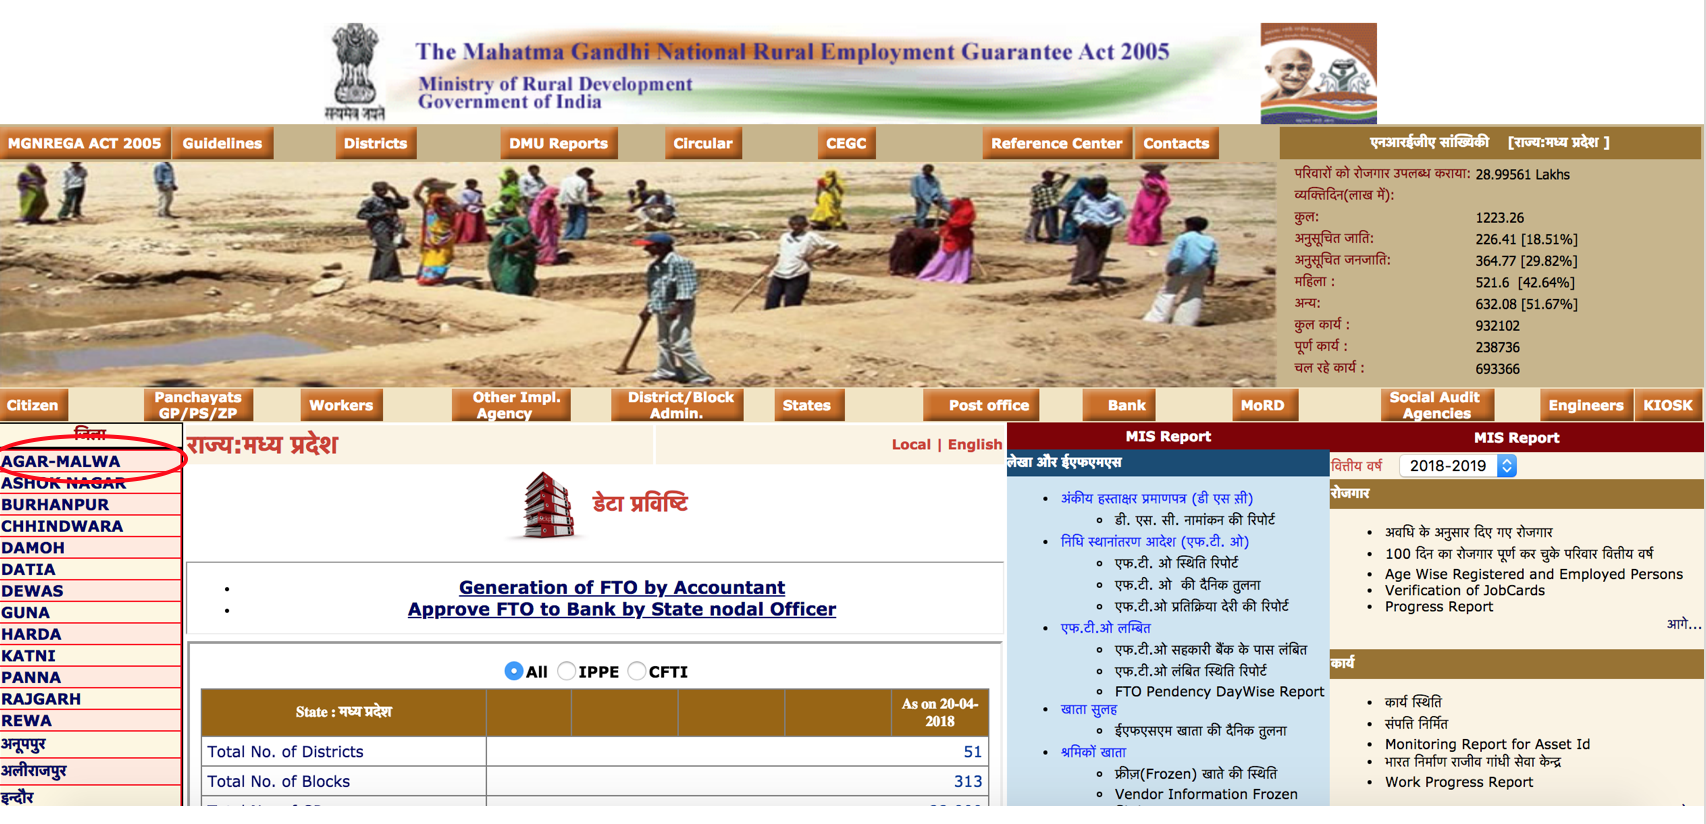 The Mahatma Gandhi National Rural Employment Guarantee Act 2005
Ministry of Rural Development
Government of India
सत्यमेव जयते
MGNREGA ACT 2005 Guidelines Districts DMU Reports Circular CEGC Reference Center Contacts
एनआरईजीए सांख्यिकी [राज्य:मध्य प्रदेश ]
परिवारों को रोजगार उपलब्ध कराया: 28.99561 Lakhs
व्यक्तिदिन(लाख में):
कुल: 1223.26
अनुसूचित जाति: 226.41 [18.51%]
अनुसूचित जनजाति: 364.77 [29.82%]
महिला : 521.6 [42.64%]
अन्य: 632.08 [51.67%]
कुल कार्य : 932102
पूर्ण कार्य : 238736
चल रहे कार्य : 693366
Citizen Panchayats GP/PS/ZP Workers Other Impl. Agency District/Block Admin. States Post office Bank MoRD Social Audit Agencies Engineers KIOSK
जिला
AGAR-MALWA
ASHOK NAGAR
BURHANPUR
CHHINDWARA
DAMOH
DATIA
DEWAS
GUNA
HARDA
KATNI
PANNA
RAJGARH
REWA
अनूपपुर
अलीराजपुर
इन्दौर
राज्य:मध्य प्रदेश
Local | English
डेटा प्रविष्टि
• Generation of FTO by Accountant
• Approve FTO to Bank by State nodal Officer
All IPPE CFTI
State : मध्य प्रदेश As on 20-04-2018
Total No. of Districts 51
Total No. of Blocks 313
MIS Report
लेखा और ईएफएमएस
• अंकीय हस्ताक्षर प्रमाणपत्र (डी एस सी)
डी. एस. सी. नामांकन की रिपोर्ट
• निधि स्थानांतरण आदेश (एफ.टी. ओ)
एफ.टी. ओ स्थिति रिपोर्ट
एफ.टी. ओ की दैनिक तुलना
एफ.टी.ओ प्रतिक्रिया देरी की रिपोर्ट
• एफ.टी.ओ लम्बित
एफ.टी.ओ सहकारी बैंक के पास लंबित
एफ.टी.ओ लंबित स्थिति रिपोर्ट
FTO Pendency DayWise Report
• खाता सुलह
ईएफएसएम खाता की दैनिक तुलना
• श्रमिकों खाता
फ्रीज़(Frozen) खाते की स्थिति
Vendor Information Frozen
MIS Report
वित्तीय वर्ष 2018-2019
रोजगार
• अवधि के अनुसार दिए गए रोजगार
• 100 दिन का रोजगार पूर्ण कर चुके परिवार वित्तीय वर्ष
• Age Wise Registered and Employed Persons
• Verification of JobCards
• Progress Report
आगे...
कार्य
• कार्य स्थिति
• संपत्ति निर्मित
• Monitoring Report for Asset Id
• भारत निर्माण राजीव गांधी सेवा केन्द्र
• Work Progress Report